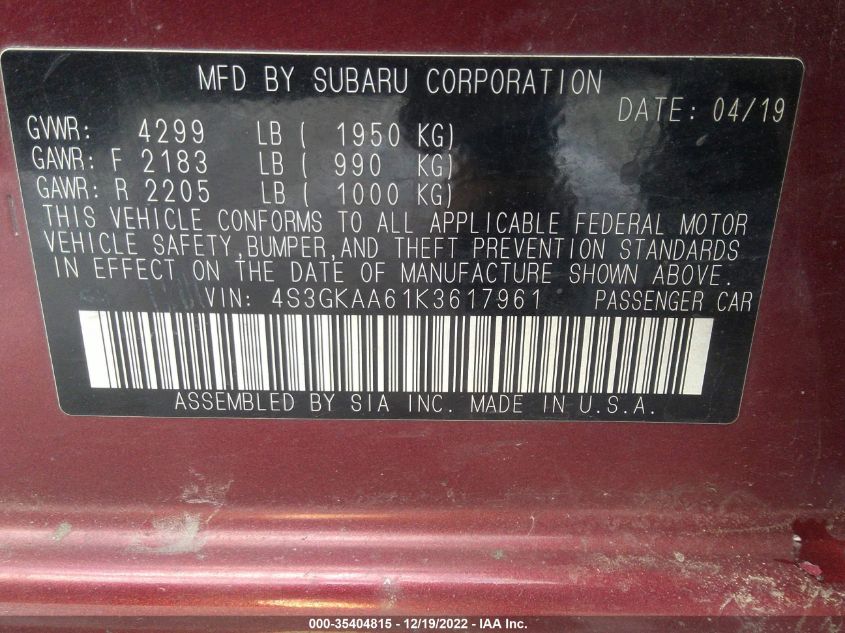 MFD BY SUBARU CORPORATION
DATE: 04/19
GVWR: 4299 LB ( 1950 KG)
GAWR: F 2183 LB ( 990 KG)
GAWR: R 2205 LB ( 1000 KG)
THIS VEHICLE CONFORMS TO ALL APPLICABLE FEDERAL MOTOR
VEHICLE SAFETY,BUMPER,AND THEFT PREVENTION STANDARDS
IN EFFECT ON THE DATE OF MANUFACTURE SHOWN ABOVE.
VIN: 4S3GKAA61K3617961 PASSENGER CAR
ASSEMBLED BY SIA INC. MADE IN U.S.A.
000-35404815 - 12/19/2022 - IAA Inc.